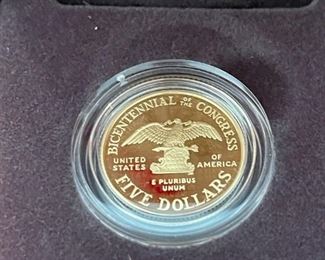 BICENTENNIAL OF THE CONGRESS
UNITED STATES
OF AMERICA
E PLURIBUS
UNUM
FIVE DOLLARS